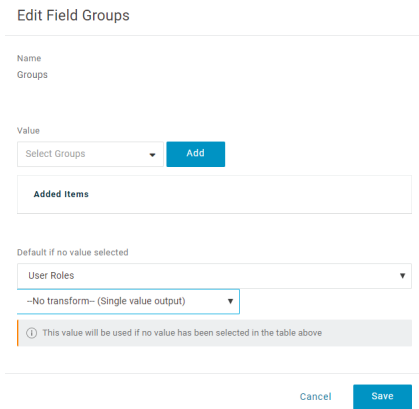 Edit Field Groups
Name
Groups
Value
Select Groups
Add
Added Items
Default if no value selected
User Roles
--No transform-- (Single value output)
This value will be used if no value has been selected in the table above
Cancel
Save